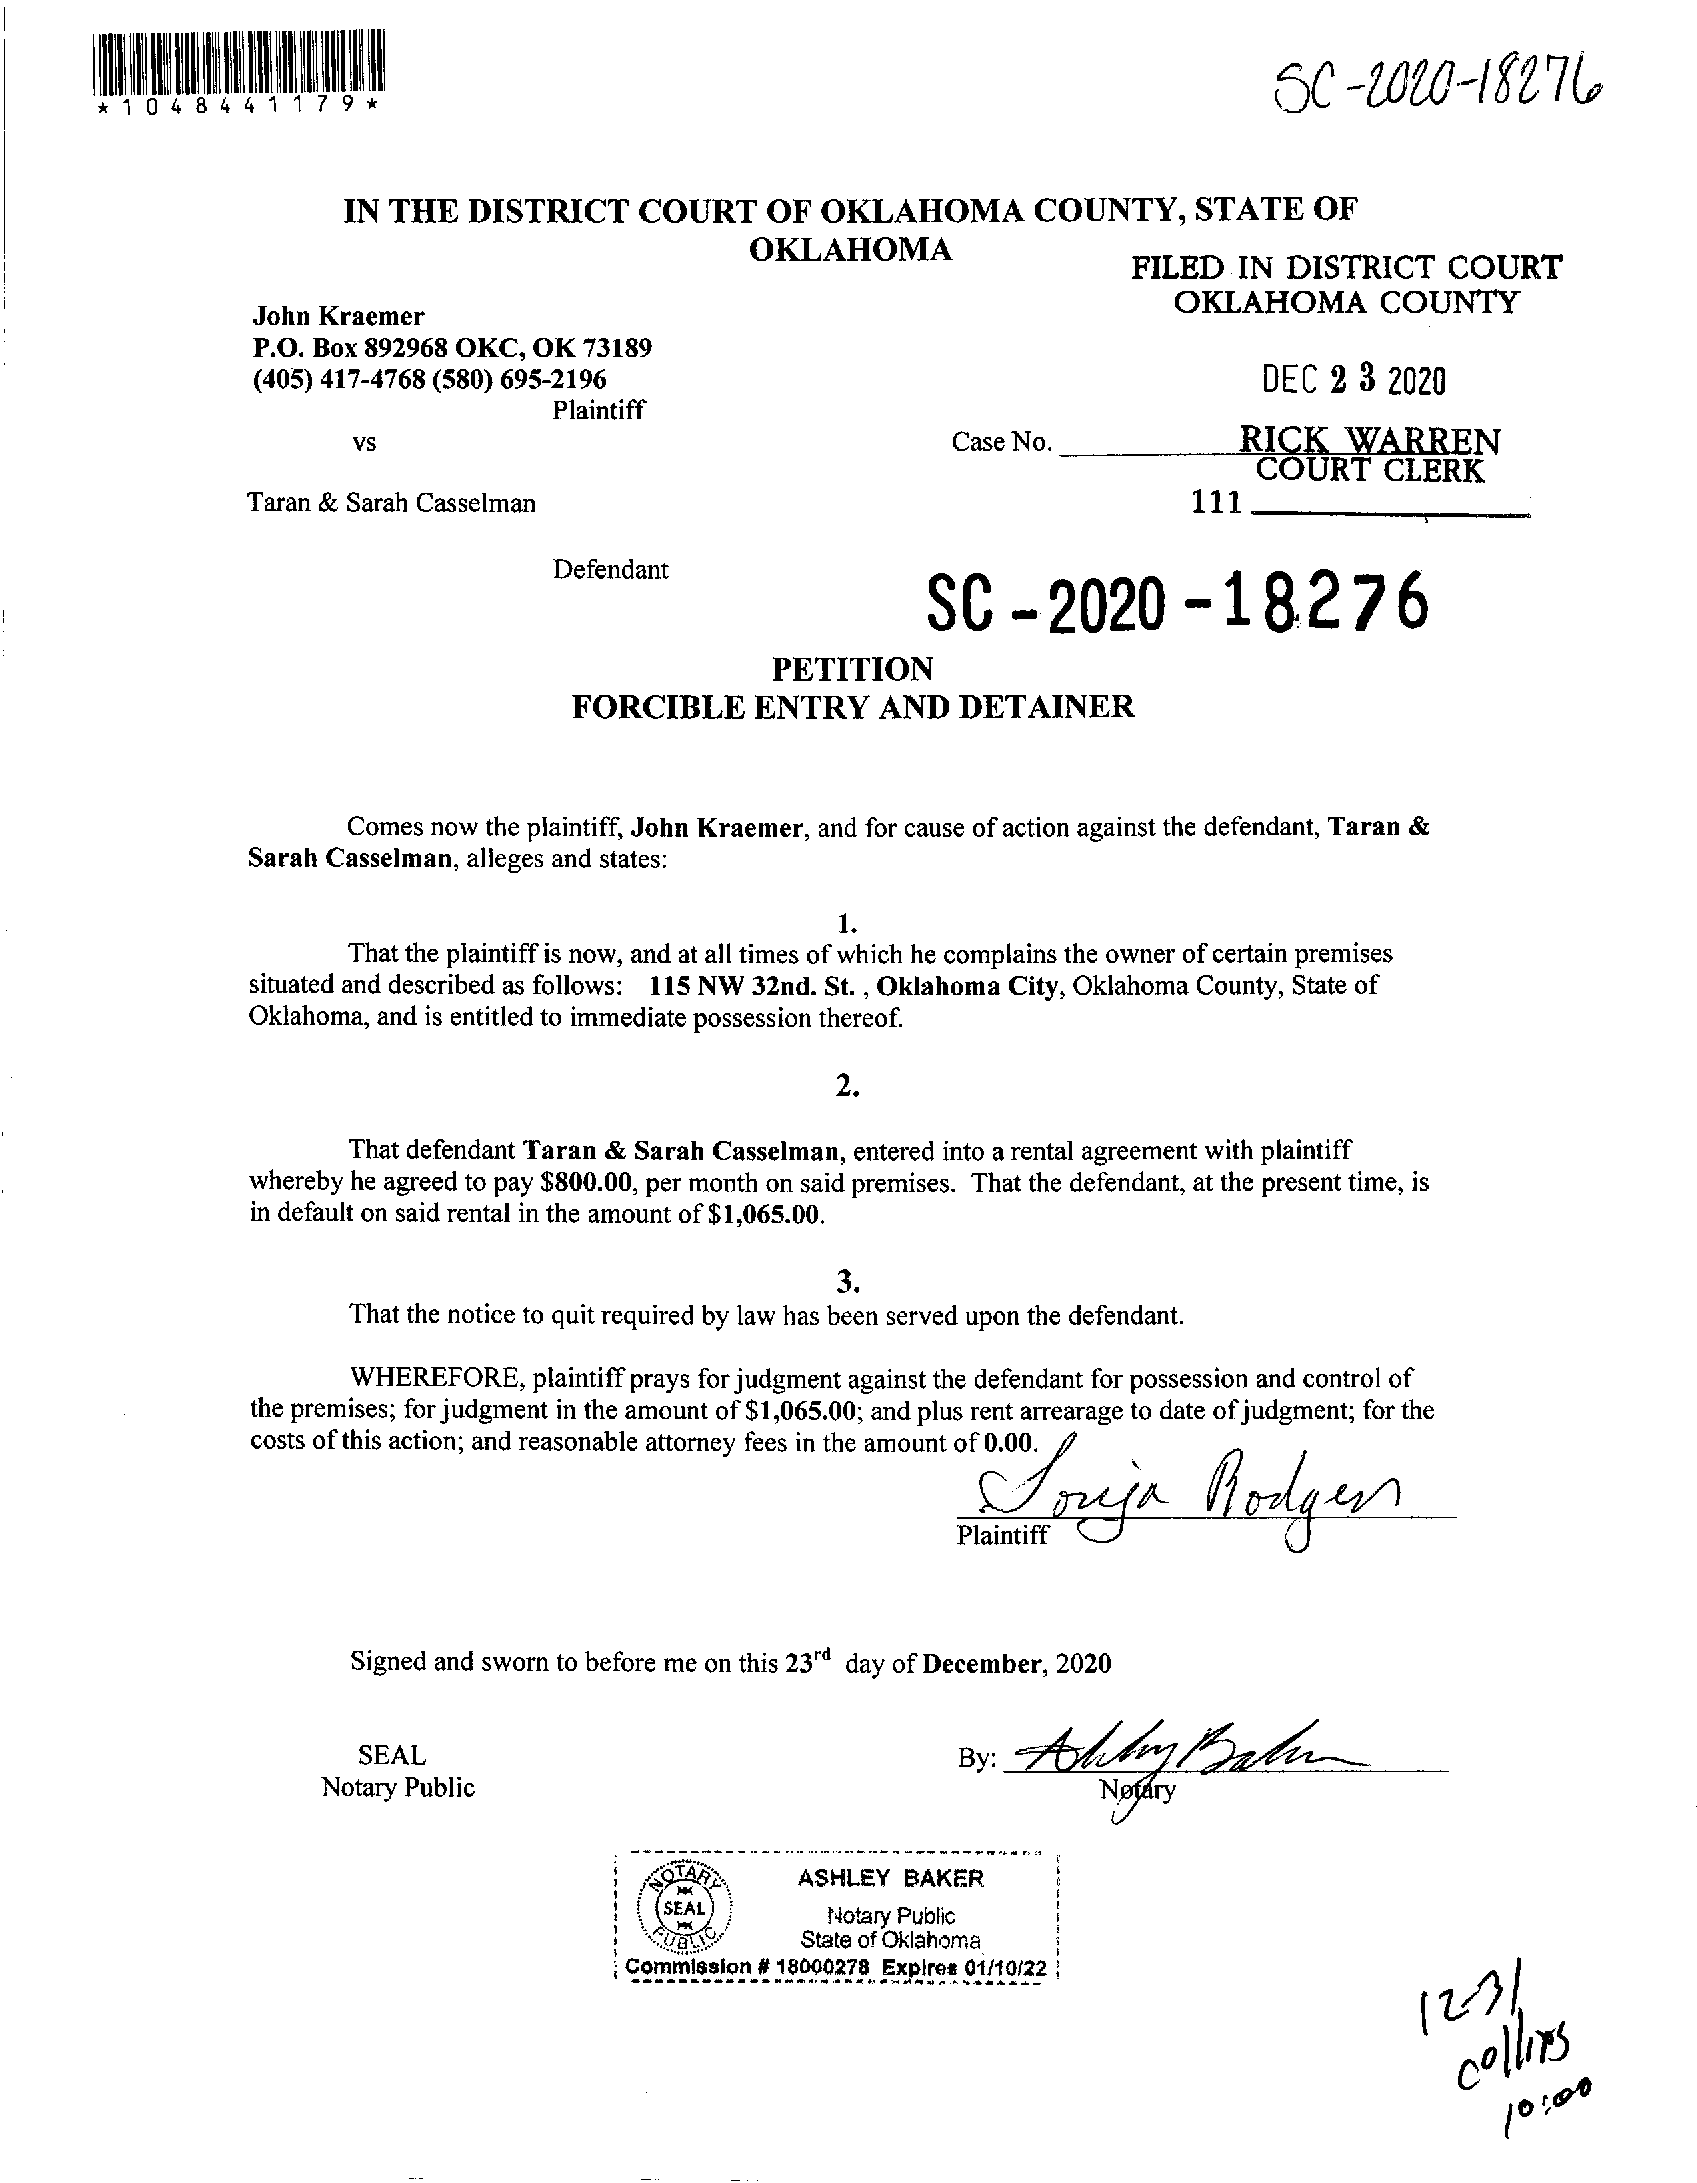 *1048441179*
SC-2020-18276
IN THE DISTRICT COURT OF OKLAHOMA COUNTY, STATE OF
OKLAHOMA
FILED IN DISTRICT COURT
OKLAHOMA COUNTY
John Kraemer
P.O. Box 892968 OKC, OK 73189
(405) 417-4768 (580) 695-2196
DEC 23 2020
Plaintiff
vs
Case No. ____________ RICK WARREN
COURT CLERK
Taran & Sarah Casselman
111 ____________
Defendant
SC-2020-18276
PETITION
FORCIBLE ENTRY AND DETAINER
Comes now the plaintiff, John Kraemer, and for cause of action against the defendant, Taran &
Sarah Casselman, alleges and states:
1.
That the plaintiff is now, and at all times of which he complains the owner of certain premises
situated and described as follows: 115 NW 32nd. St. , Oklahoma City, Oklahoma County, State of
Oklahoma, and is entitled to immediate possession thereof.
2.
That defendant Taran & Sarah Casselman, entered into a rental agreement with plaintiff
whereby he agreed to pay $800.00, per month on said premises. That the defendant, at the present time, is
in default on said rental in the amount of $1,065.00.
3.
That the notice to quit required by law has been served upon the defendant.
WHEREFORE, plaintiff prays for judgment against the defendant for possession and control of
the premises; for judgment in the amount of $1,065.00; and plus rent arrearage to date of judgment; for the
costs of this action; and reasonable attorney fees in the amount of 0.00.
Sonja Rodgers
Plaintiff
Signed and sworn to before me on this 23rd day of December, 2020
SEAL
By: Ashley Baker
Notary Public
Notary
NOTARY
SEAL
PUBLIC
ASHLEY BAKER
Notary Public
State of Oklahoma
Commission # 18000278 Expires 01/10/22
1231
collins
10:00